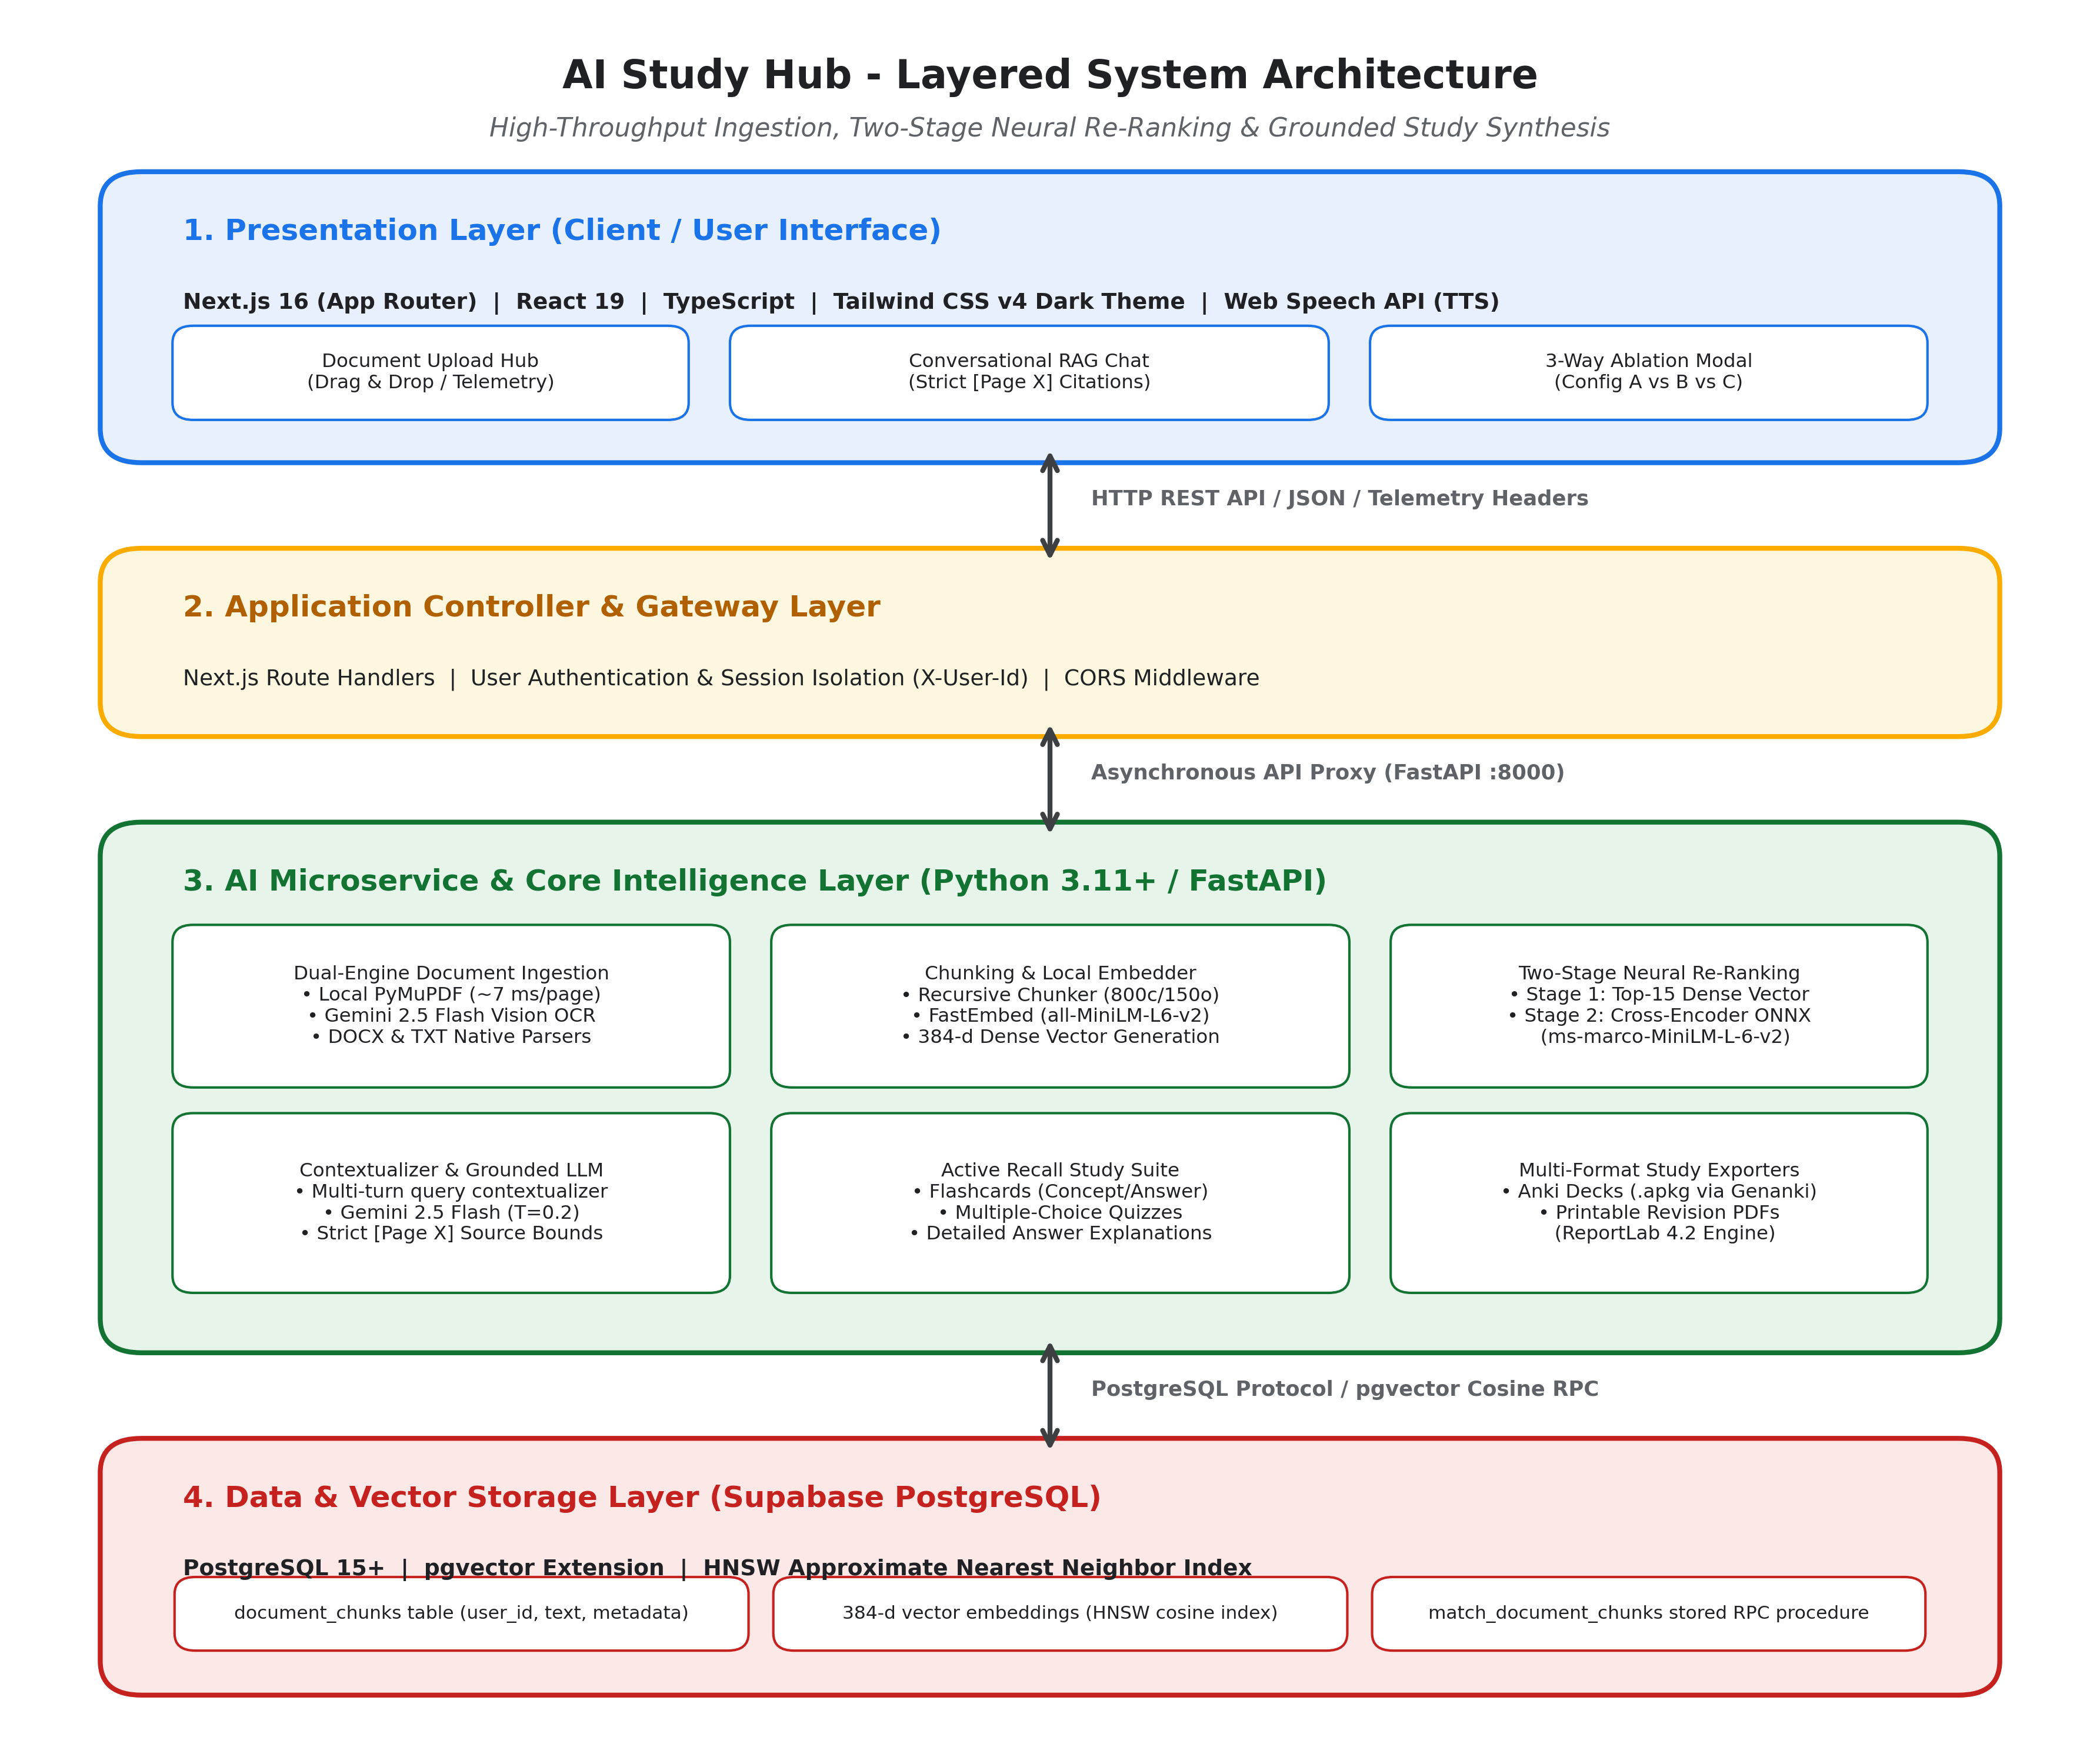 AI Study Hub - Layered System Architecture
High-Throughput Ingestion, Two-Stage Neural Re-Ranking & Grounded Study Synthesis
1. Presentation Layer (Client / User Interface)
Next.js 16 (App Router) | React 19 | TypeScript | Tailwind CSS v4 Dark Theme | Web Speech API (TTS)
Document Upload Hub
(Drag & Drop / Telemetry)
Conversational RAG Chat
(Strict [Page X] Citations)
3-Way Ablation Modal
(Config A vs B vs C)
HTTP REST API / JSON / Telemetry Headers
2. Application Controller & Gateway Layer
Next.js Route Handlers | User Authentication & Session Isolation (X-User-Id) | CORS Middleware
Asynchronous API Proxy (FastAPI :8000)
3. AI Microservice & Core Intelligence Layer (Python 3.11+ / FastAPI)
Dual-Engine Document Ingestion
• Local PyMuPDF (~7 ms/page)
• Gemini 2.5 Flash Vision OCR
• DOCX & TXT Native Parsers
Chunking & Local Embedder
• Recursive Chunker (800c/150o)
• FastEmbed (all-MiniLM-L6-v2)
• 384-d Dense Vector Generation
Two-Stage Neural Re-Ranking
• Stage 1: Top-15 Dense Vector
• Stage 2: Cross-Encoder ONNX
(ms-marco-MiniLM-L-6-v2)
Contextualizer & Grounded LLM
• Multi-turn query contextualizer
• Gemini 2.5 Flash (T=0.2)
• Strict [Page X] Source Bounds
Active Recall Study Suite
• Flashcards (Concept/Answer)
• Multiple-Choice Quizzes
• Detailed Answer Explanations
Multi-Format Study Exporters
• Anki Decks (.apkg via Genanki)
• Printable Revision PDFs
(ReportLab 4.2 Engine)
PostgreSQL Protocol / pgvector Cosine RPC
4. Data & Vector Storage Layer (Supabase PostgreSQL)
PostgreSQL 15+ | pgvector Extension | HNSW Approximate Nearest Neighbor Index
document_chunks table (user_id, text, metadata)
384-d vector embeddings (HNSW cosine index)
match_document_chunks stored RPC procedure